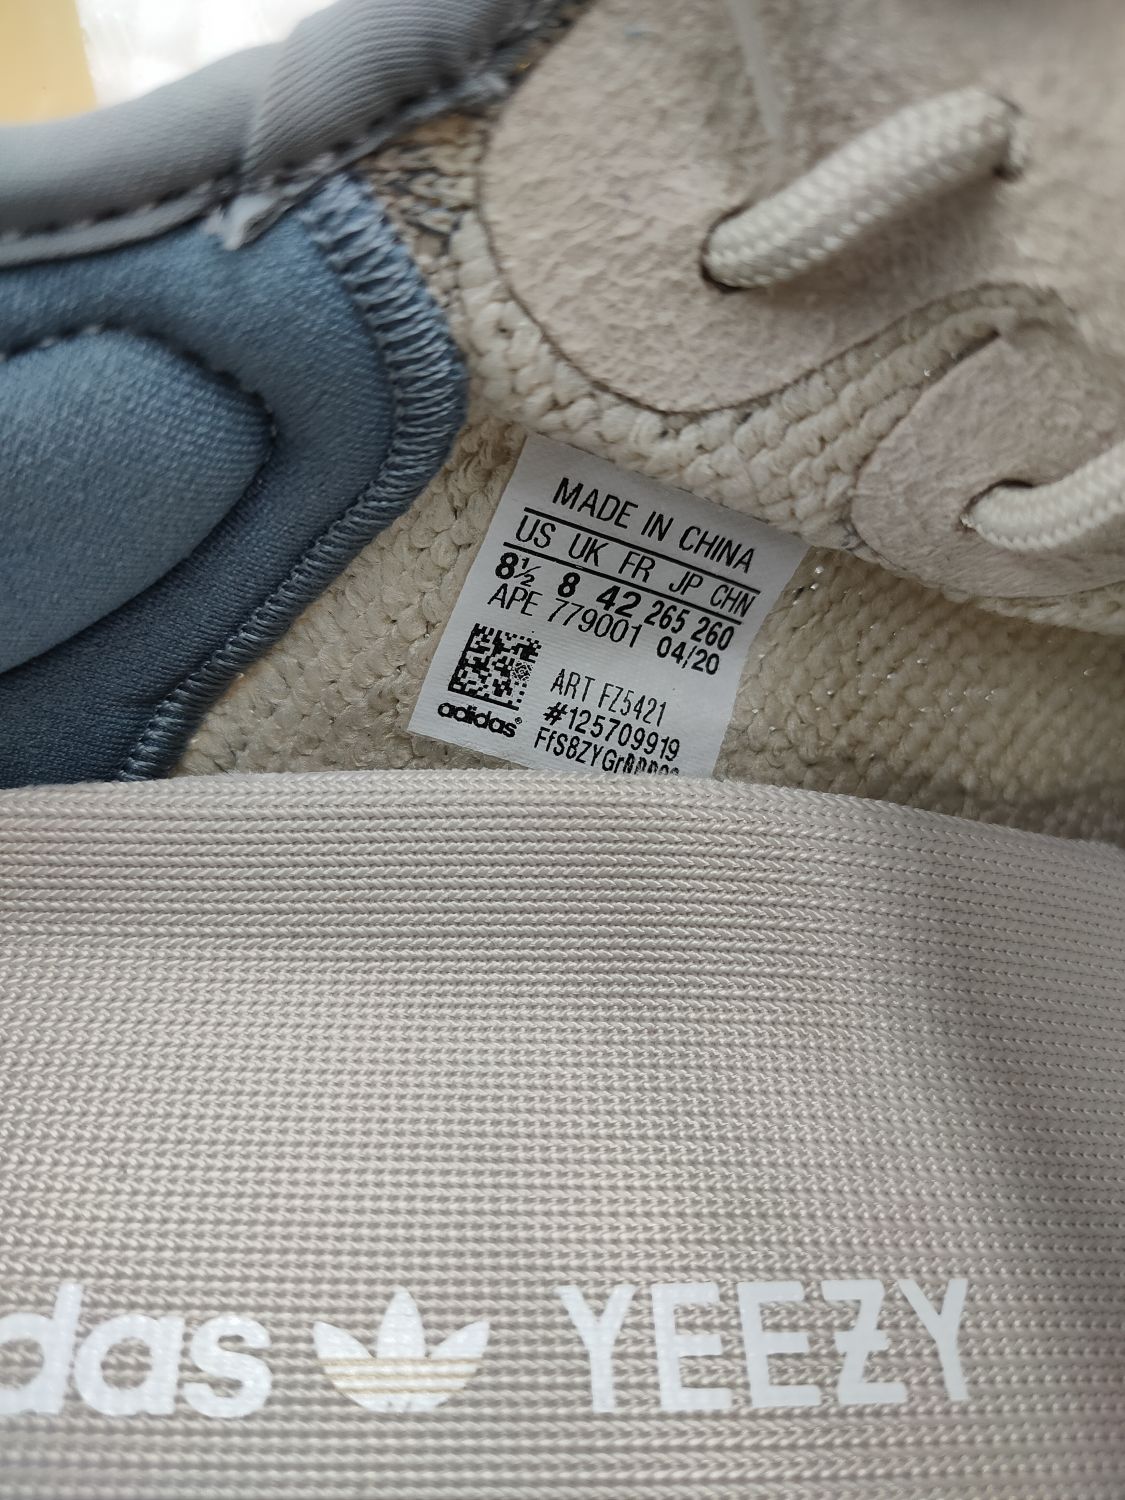 MADE IN CHINA
US UK FR JP CHN
8½ 8 42 265 260
APE 779001 04/20
ART FZ5421
#125709919
adidas®
das YEEZY